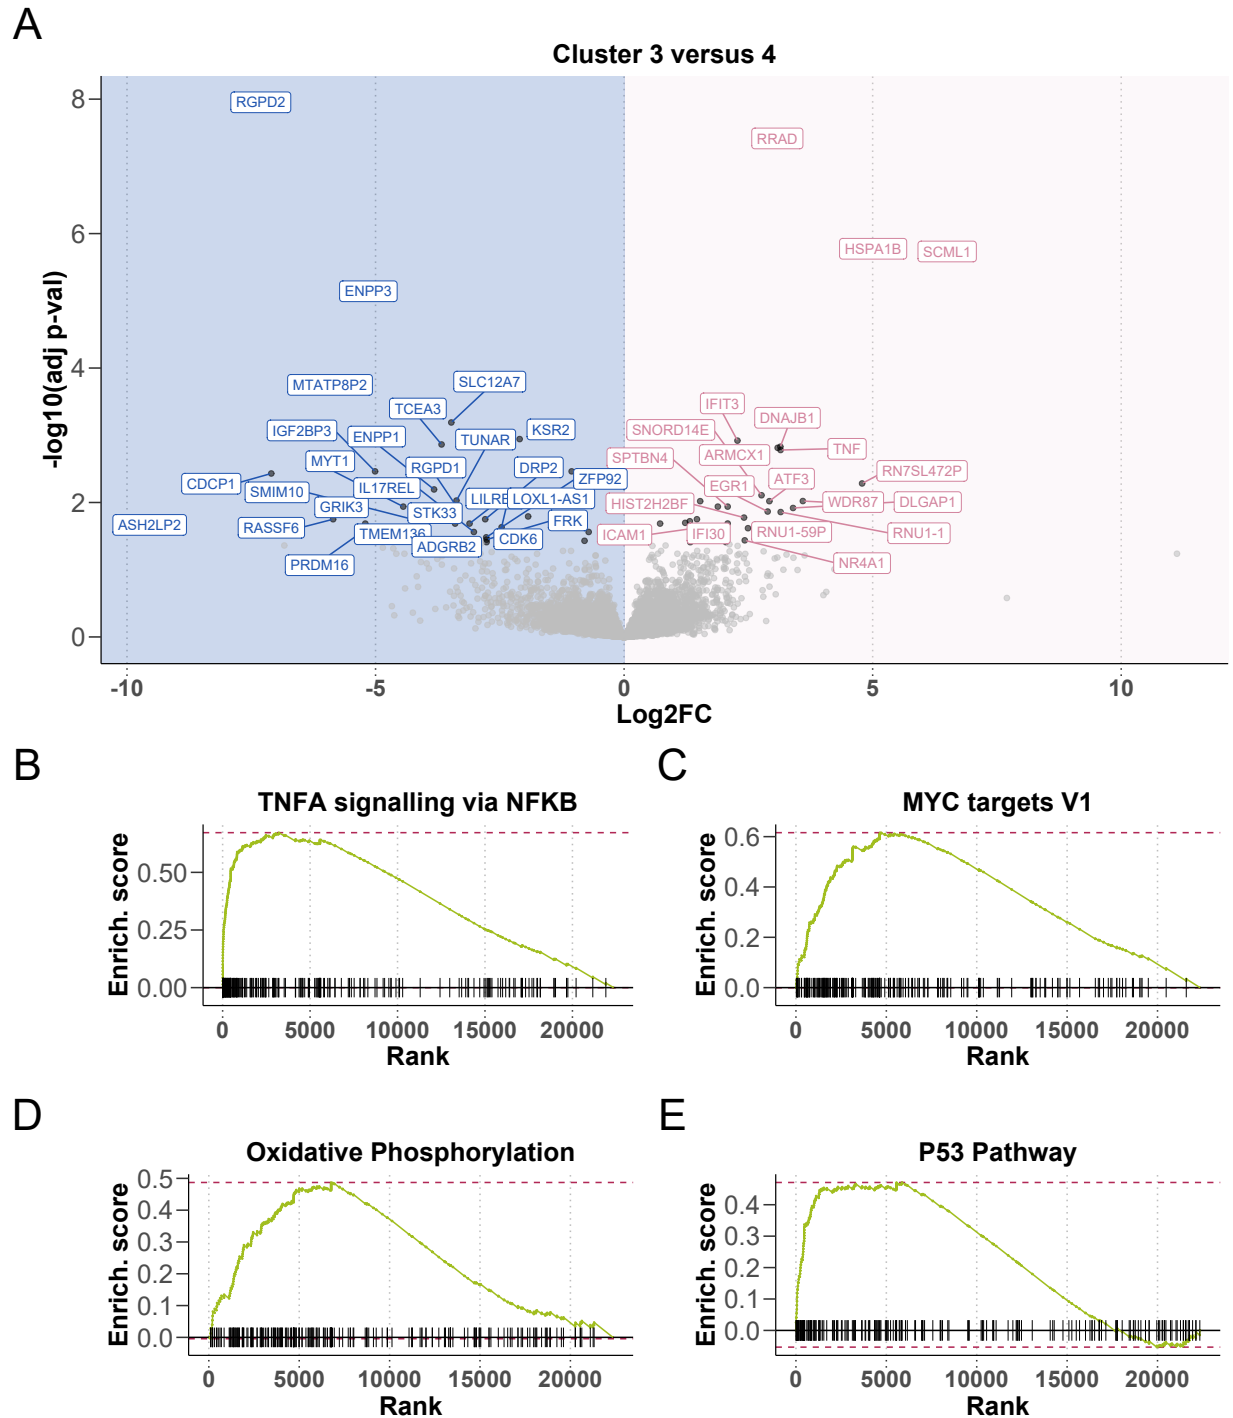 A
Cluster 3 versus 4
-log10(adj p-val)
8
6
4
2
0
RGPD2
RRAD
HSPA1B
SCML1
ENPP3
MTATP8P2
SLC12A7
TCEA3
IFIT3
DNAJB1
IGF2BP3
ENPP1
TUNAR
KSR2
SNORD14E
ARMCX1
TNF
MYT1
RGPD1
DRP2
SPTBN4
RN7SL472P
CDCP1
SMIM10
IL17REL
ZFP92
EGR1
ATF3
GRIK3
STK33
LOXL1-AS1
HIST2H2BF
WDR87
DLGAP1
ASH2LP2
RASSF6
TMEM136
FRK
ADGRB2
CDK6
ICAM1
IFI30
RNU1-59P
RNU1-1
PRDM16
NR4A1
-10
-5
0
5
10
Log2FC
B
TNFA signalling via NFKB
Enrich. score
0.50
0.25
0.00
0
5000
10000
15000
20000
Rank
C
MYC targets V1
Enrich. score
0.6
0.4
0.2
0.0
0
5000
10000
15000
20000
Rank
D
Oxidative Phosphorylation
Enrich. score
0.5
0.4
0.3
0.2
0.1
0.0
0
5000
10000
15000
20000
Rank
E
P53 Pathway
Enrich. score
0.4
0.3
0.2
0.1
0.0
0
5000
10000
15000
20000
Rank